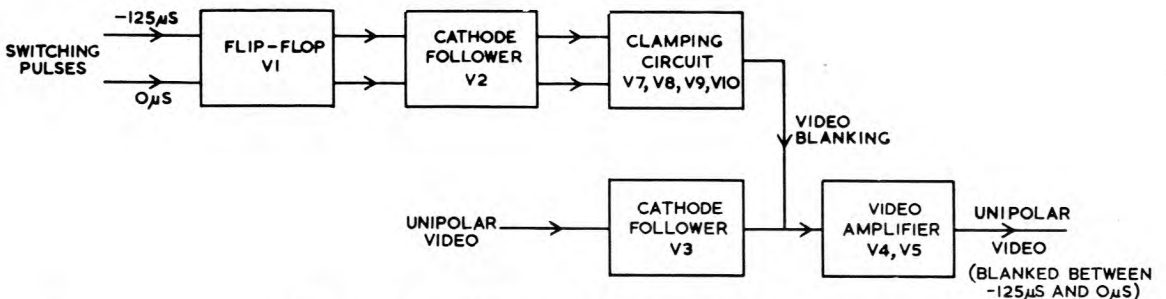 -125µS
SWITCHING
PULSES
0µS
FLIP-FLOP
V1
CATHODE
FOLLOWER
V2
CLAMPING
CIRCUIT
V7, V8, V9, V10
VIDEO
BLANKING
UNIPOLAR
VIDEO
CATHODE
FOLLOWER
V3
VIDEO
AMPLIFIER
V4, V5
UNIPOLAR
VIDEO
(BLANKED BETWEEN
-125µS AND 0µS)